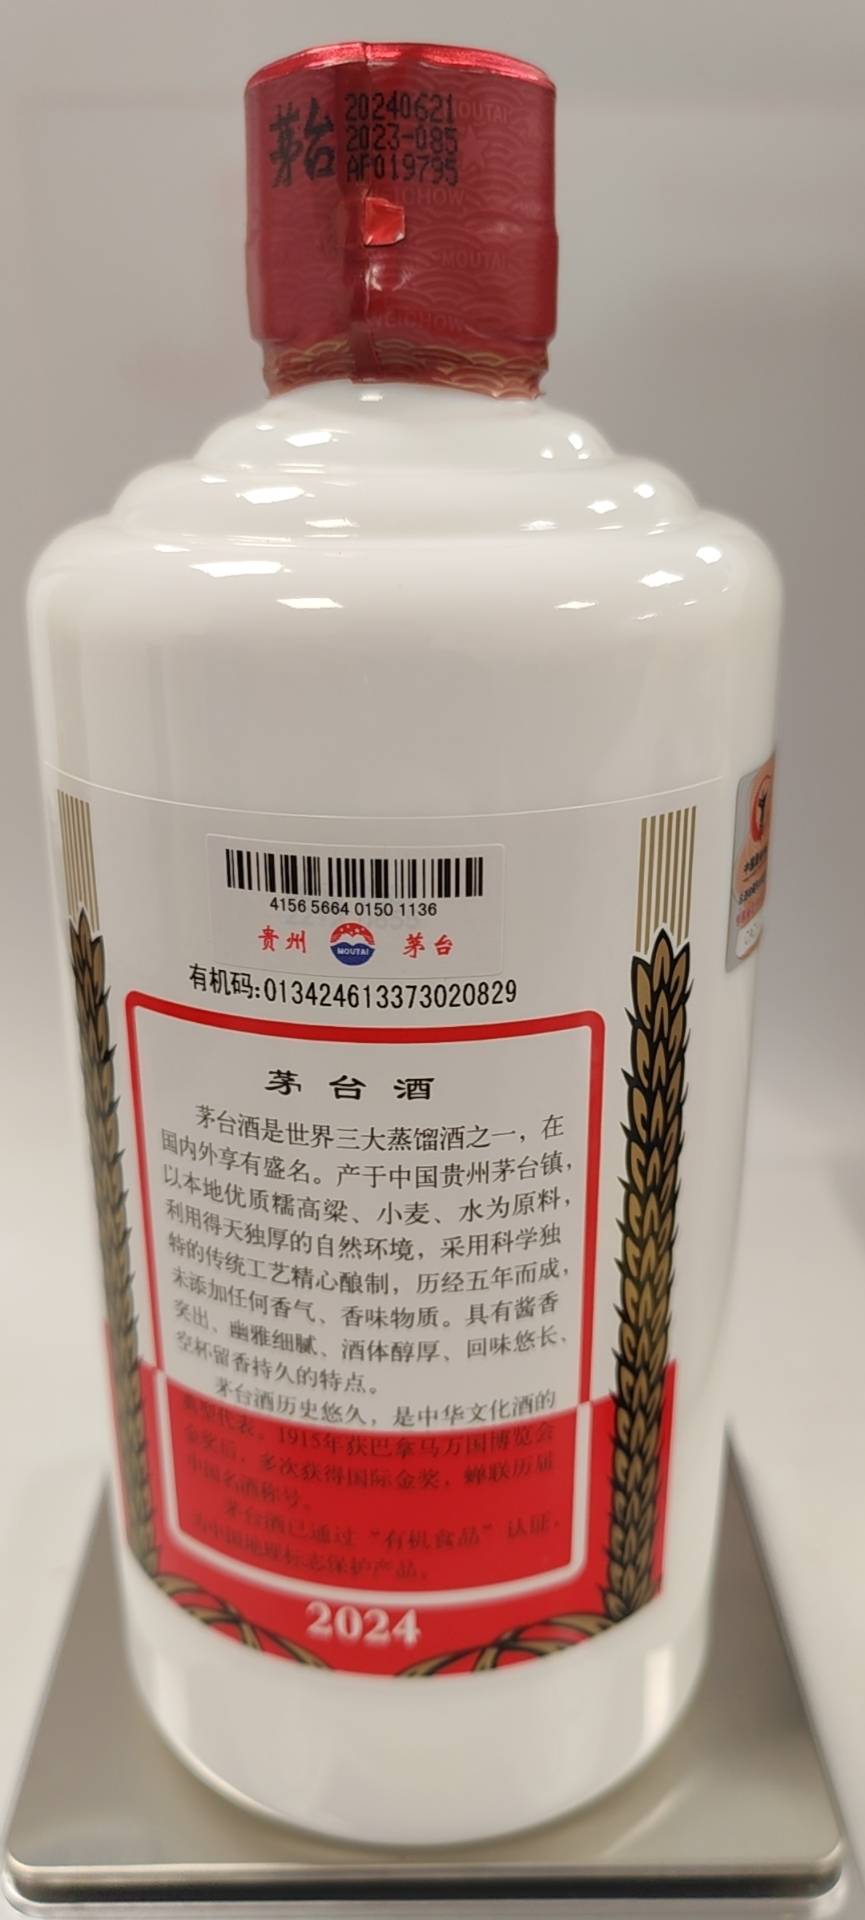 茅台
20240621
2023-085
AF019795
MOUTAI
WEICHOW
MOUTAI
WEICHOW
4156 5664 0150 1136
贵州 MOUTAI 茅台
有机码:013424613373020829
茅台酒
茅台酒是世界三大蒸馏酒之一，在
国内外享有盛名。产于中国贵州茅台镇，
以本地优质糯高粱、小麦、水为原料，
利用得天独厚的自然环境，采用科学独
特的传统工艺精心酿制，历经五年而成，
未添加任何香气、香味物质。具有酱香
突出、幽雅细腻、酒体醇厚、回味悠长、
空杯留香持久的特点。
茅台酒历史悠久，是中华文化酒的
典型代表。1915年获巴拿马万国博览会
金奖后，多次获得国际金奖，蝉联历届
中国名酒称号。
茅台酒已通过“有机食品”认证，
为中国地理标志保护产品。
2024